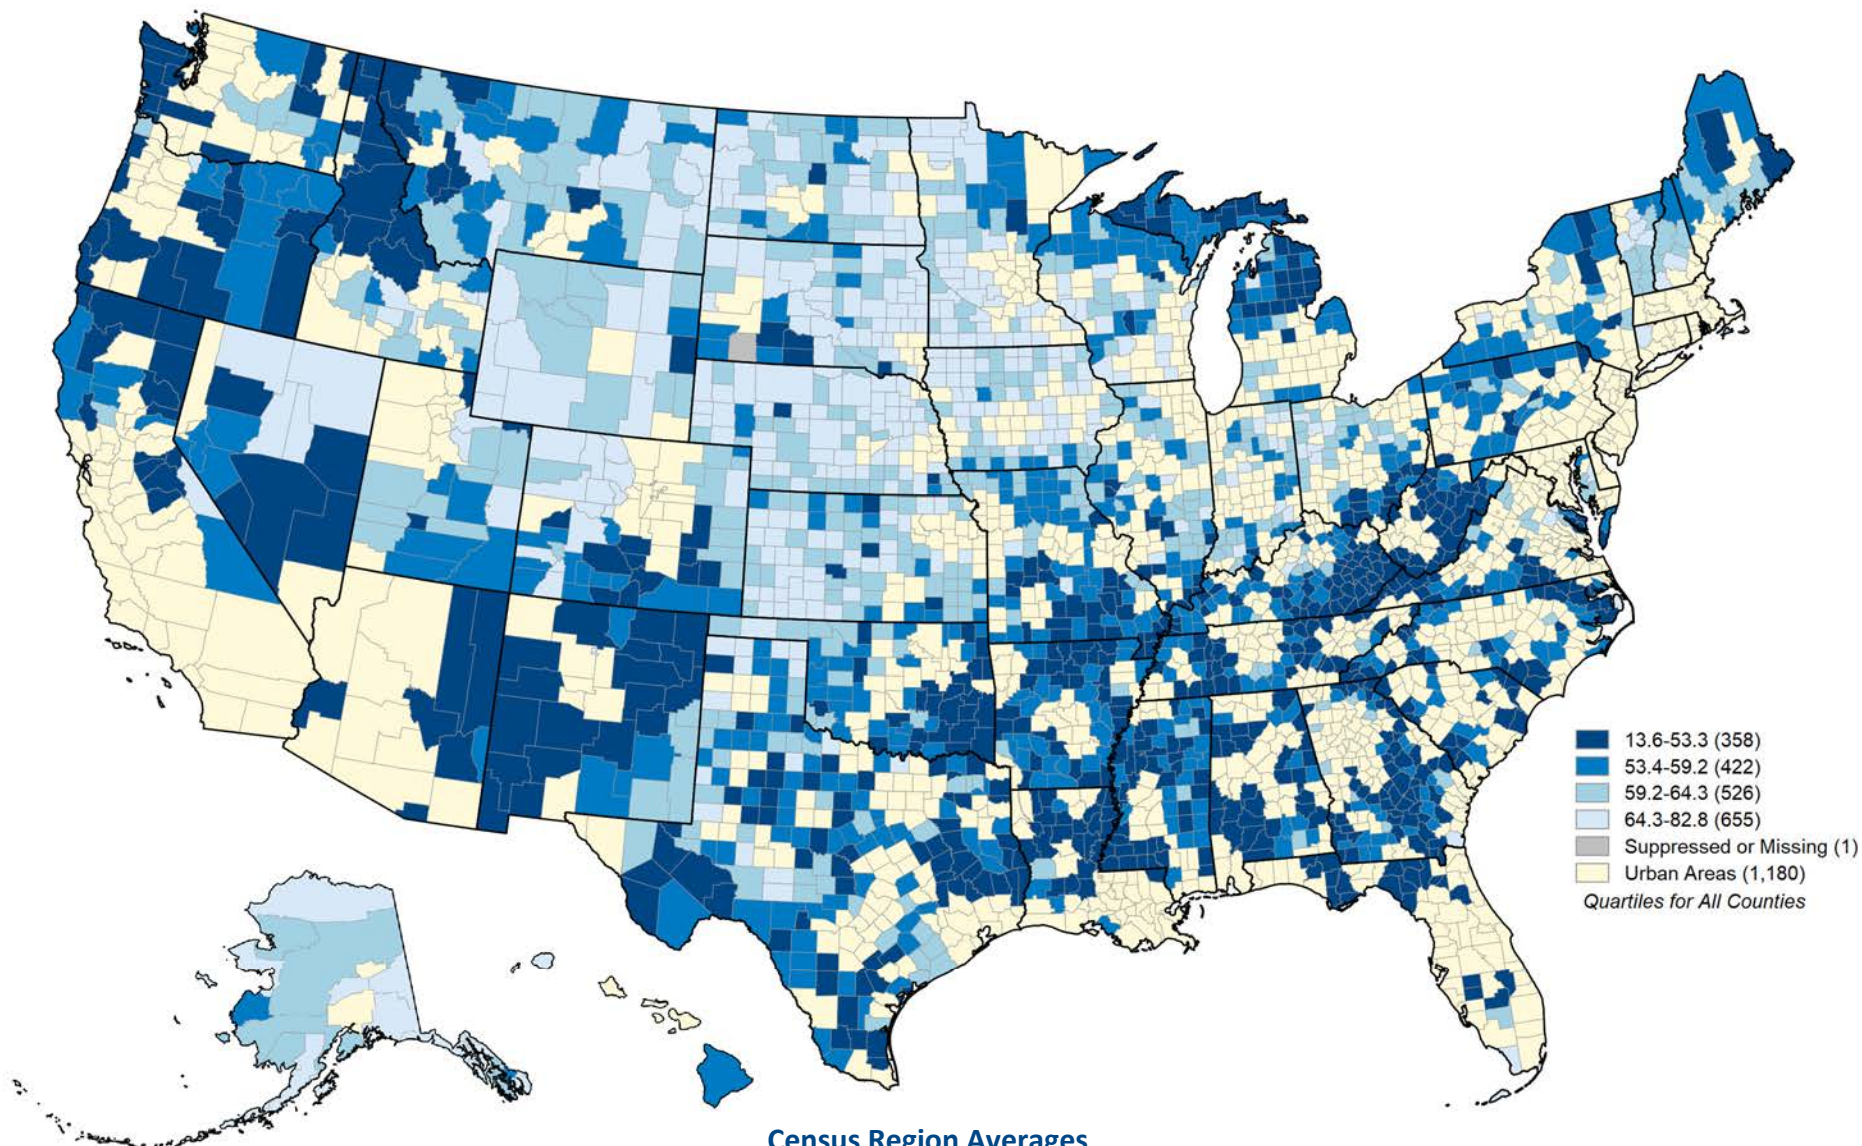 13.6-53.3 (358)
53.4-59.2 (422)
59.2-64.3 (526)
64.3-82.8 (655)
Suppressed or Missing (1)
Urban Areas (1,180)
Quartiles for All Counties
Census Region Averages